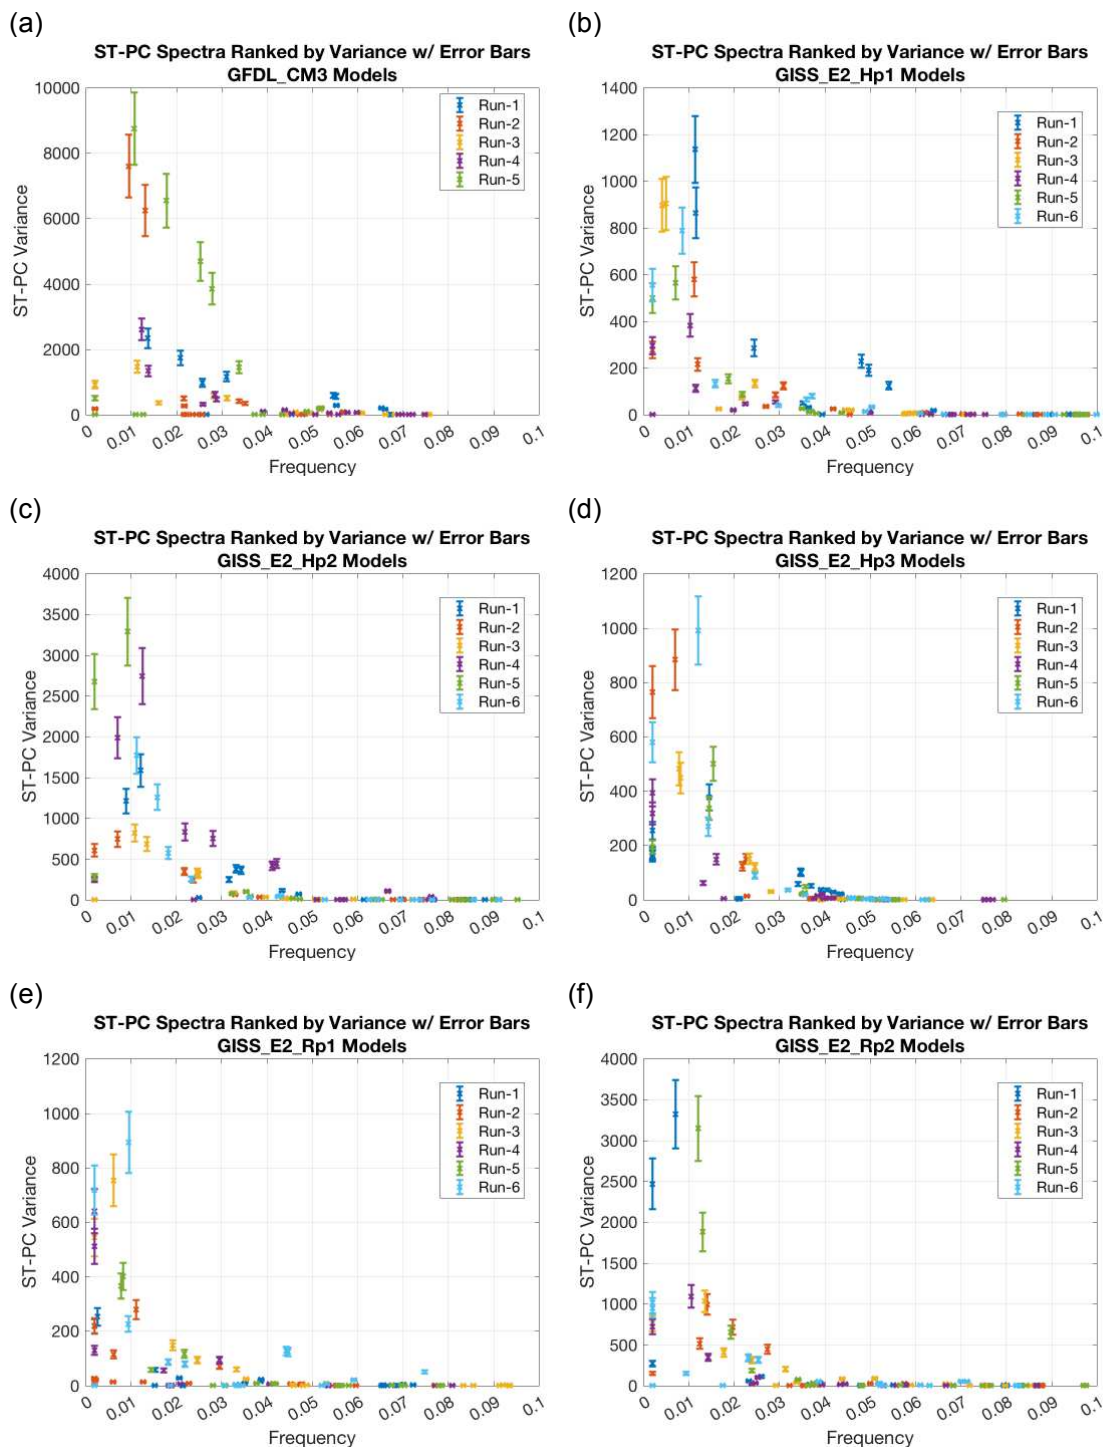 (a)
ST-PC Spectra Ranked by Variance w/ Error Bars
GFDL_CM3 Models
10000
8000
6000
4000
2000
0
ST-PC Variance
Run-1
Run-2
Run-3
Run-4
Run-5
0 0.01 0.02 0.03 0.04 0.05 0.06 0.07 0.08 0.09 0.1
Frequency
(b)
ST-PC Spectra Ranked by Variance w/ Error Bars
GISS_E2_Hp1 Models
1400
1200
1000
800
600
400
200
0
ST-PC Variance
Run-1
Run-2
Run-3
Run-4
Run-5
Run-6
0 0.01 0.02 0.03 0.04 0.05 0.06 0.07 0.08 0.09 0.1
Frequency
(c)
ST-PC Spectra Ranked by Variance w/ Error Bars
GISS_E2_Hp2 Models
4000
3500
3000
2500
2000
1500
1000
500
0
ST-PC Variance
Run-1
Run-2
Run-3
Run-4
Run-5
Run-6
0 0.01 0.02 0.03 0.04 0.05 0.06 0.07 0.08 0.09 0.1
Frequency
(d)
ST-PC Spectra Ranked by Variance w/ Error Bars
GISS_E2_Hp3 Models
1200
1000
800
600
400
200
0
ST-PC Variance
Run-1
Run-2
Run-3
Run-4
Run-5
Run-6
0 0.01 0.02 0.03 0.04 0.05 0.06 0.07 0.08 0.09 0.1
Frequency
(e)
ST-PC Spectra Ranked by Variance w/ Error Bars
GISS_E2_Rp1 Models
1200
1000
800
600
400
200
0
ST-PC Variance
Run-1
Run-2
Run-3
Run-4
Run-5
Run-6
0 0.01 0.02 0.03 0.04 0.05 0.06 0.07 0.08 0.09 0.1
Frequency
(f)
ST-PC Spectra Ranked by Variance w/ Error Bars
GISS_E2_Rp2 Models
4000
3500
3000
2500
2000
1500
1000
500
0
ST-PC Variance
Run-1
Run-2
Run-3
Run-4
Run-5
Run-6
0 0.01 0.02 0.03 0.04 0.05 0.06 0.07 0.08 0.09 0.1
Frequency